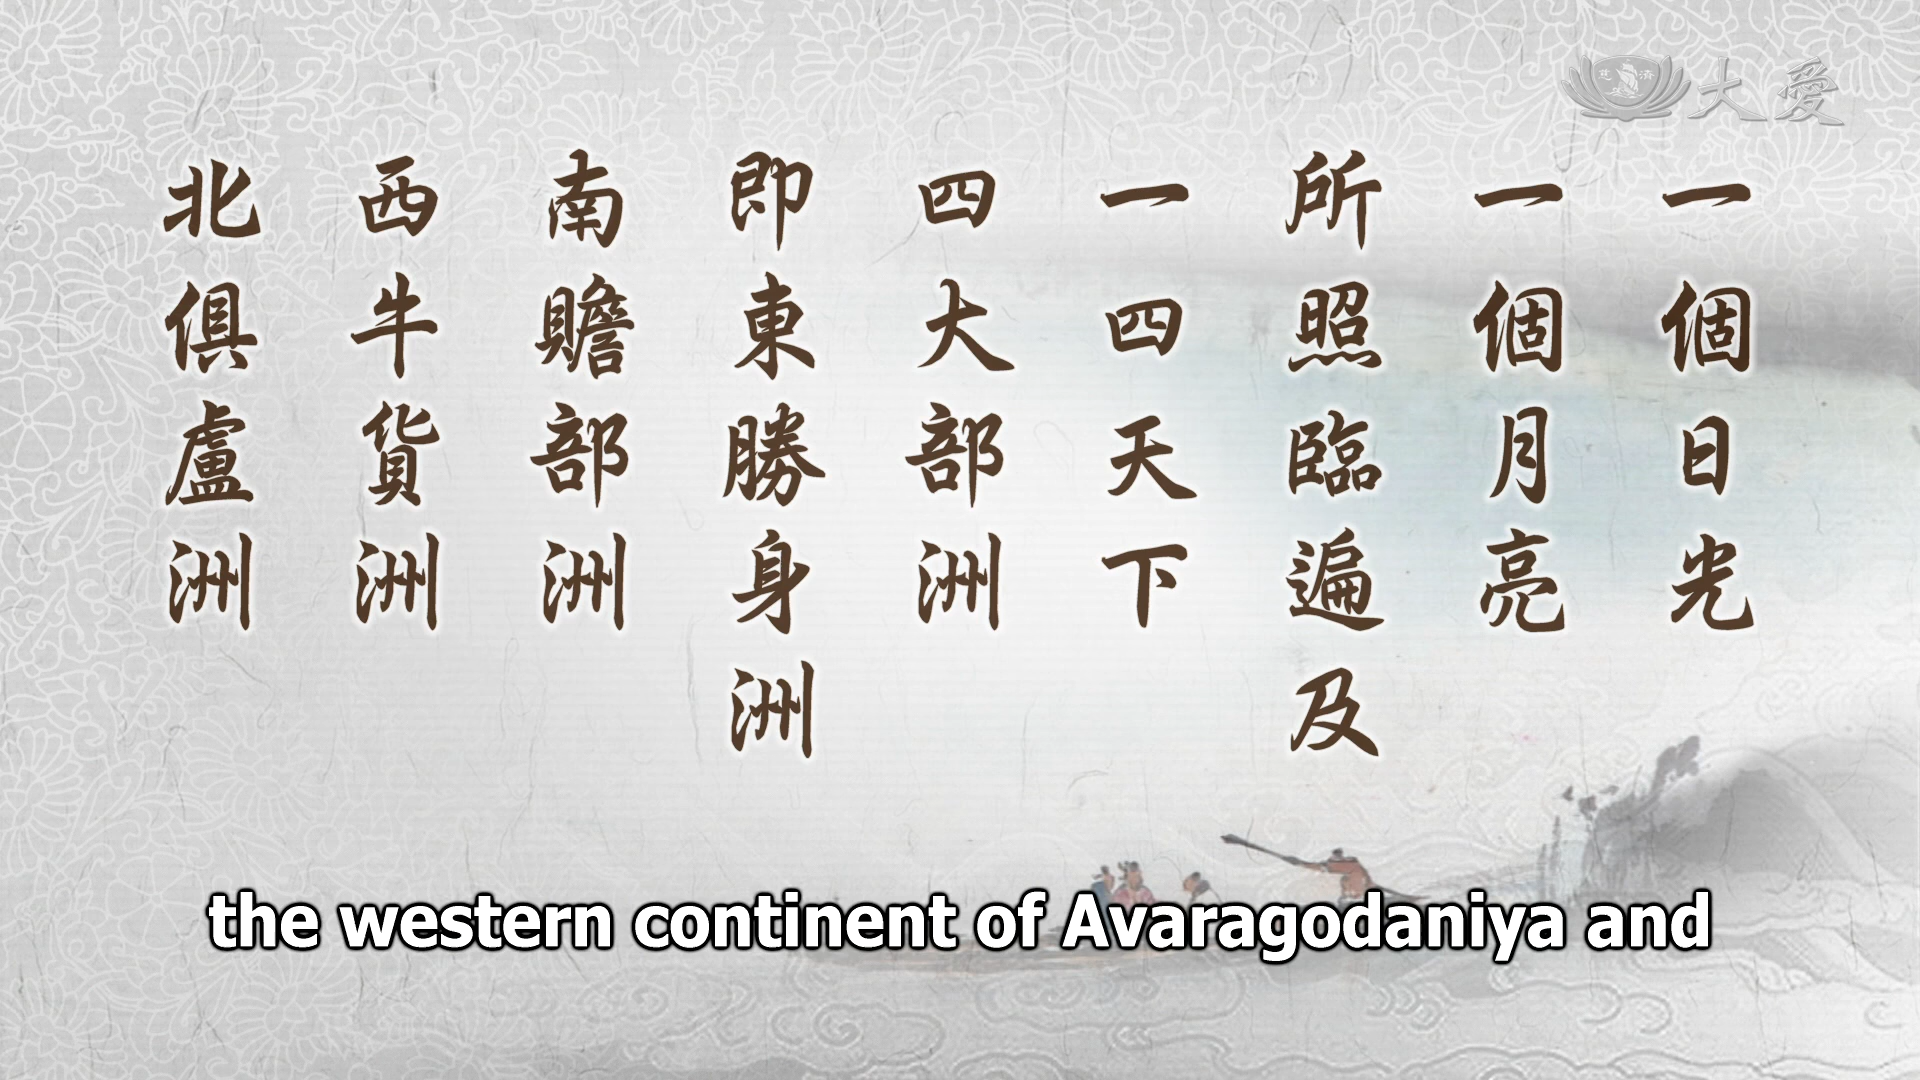 大愛
慈濟
一個日光
一個月亮
所照臨遍及
一四天下
四大部洲
即東勝身洲
南贍部洲
西牛貨洲
北俱盧洲
the western continent of Avaragodaniya and